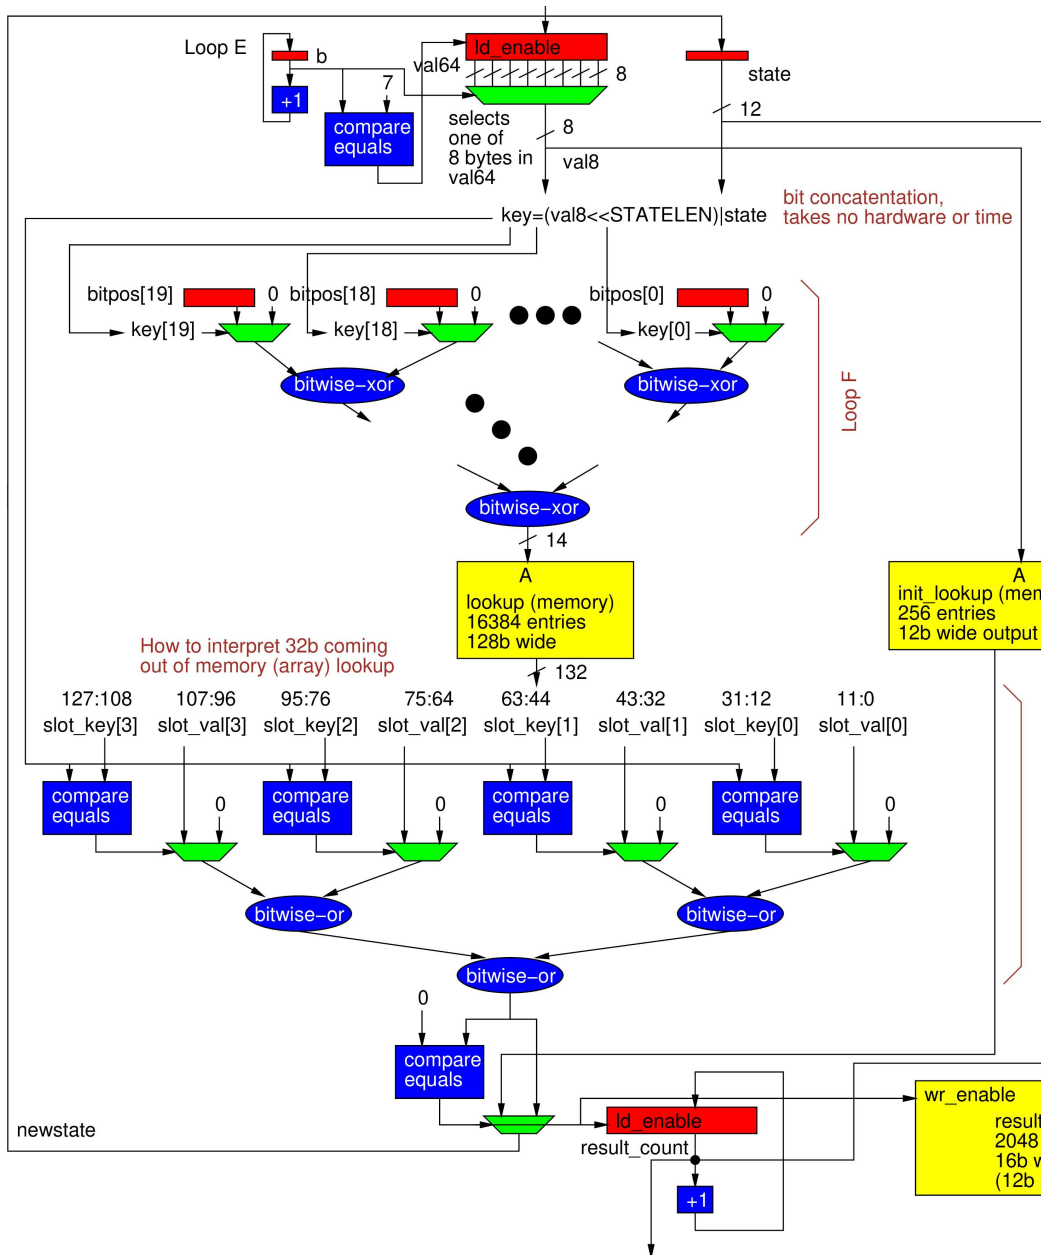 Loop E
b
+1
7
compare
equals
val64
ld_enable
8
selects
one of
8 bytes in
val64
8
val8
state
12
key=(val8<<STATELEN)|state
bit concatentation,
takes no hardware or time
bitpos[19]
0
bitpos[18]
0
bitpos[0]
0
key[19]
key[18]
key[0]
bitwise-xor
bitwise-xor
Loop F
bitwise-xor
14
A
lookup (memory)
16384 entries
128b wide
A
init_lookup (mem
256 entries
12b wide output
132
How to interpret 32b coming
out of memory (array) lookup
127:108
107:96
95:76
75:64
63:44
43:32
31:12
11:0
slot_key[3]
slot_val[3]
slot_key[2]
slot_val[2]
slot_key[1]
slot_val[1]
slot_key[0]
slot_val[0]
compare
equals
0
compare
equals
0
compare
equals
0
compare
equals
0
bitwise-or
bitwise-or
bitwise-or
0
compare
equals
newstate
ld_enable
result_count
+1
wr_enable
result
2048
16b w
(12b